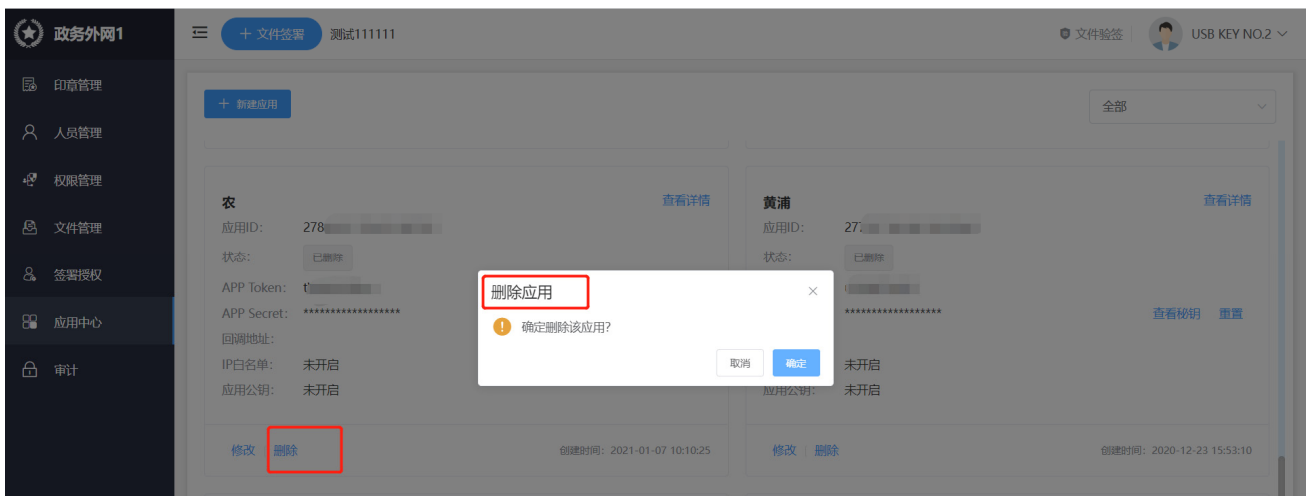 政务外网1
文件签署
测试111111
文件验签
USB KEY NO.2
印章管理
人员管理
权限管理
文件管理
签署授权
应用中心
审计
新建应用
全部
农
查看详情
应用ID: 278
状态: 已删除
APP Token:
APP Secret: ******************
回调地址:
IP白名单: 未开启
应用公钥: 未开启
修改 删除
创建时间: 2021-01-07 10:10:25
黄浦
查看详情
应用ID: 27
状态: 已删除
******************
查看秘钥 重置
未开启
应用公钥: 未开启
修改 删除
创建时间: 2020-12-23 15:53:10
删除应用
确定删除该应用?
取消 确定